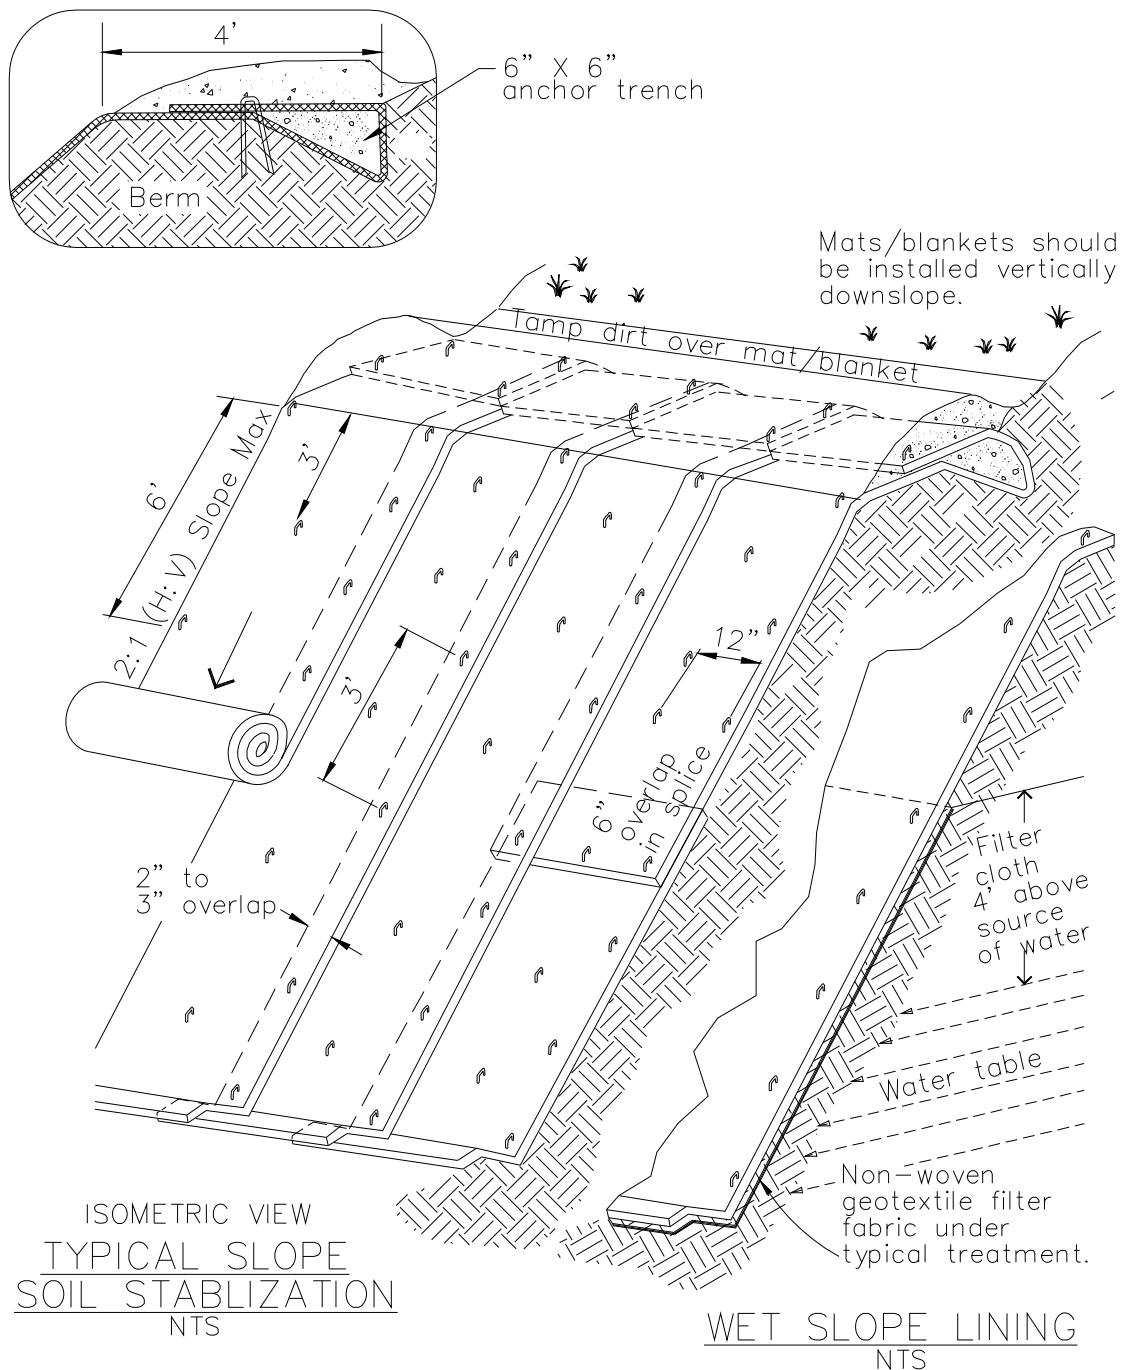 4'
6" X 6"
anchor trench
Berm
Mats/blankets should
be installed vertically
downslope.
Tamp dirt over mat/blanket
6'
3'
2:1 (H:V) Slope Max
12"
3'
6"
overlap
in splice
2" to
3" overlap
Filter
cloth
4' above
source
of water
Water table
Non-woven
geotextile filter
fabric under
typical treatment.
ISOMETRIC VIEW
TYPICAL SLOPE
SOIL STABLIZATION
NTS
WET SLOPE LINING
NTS